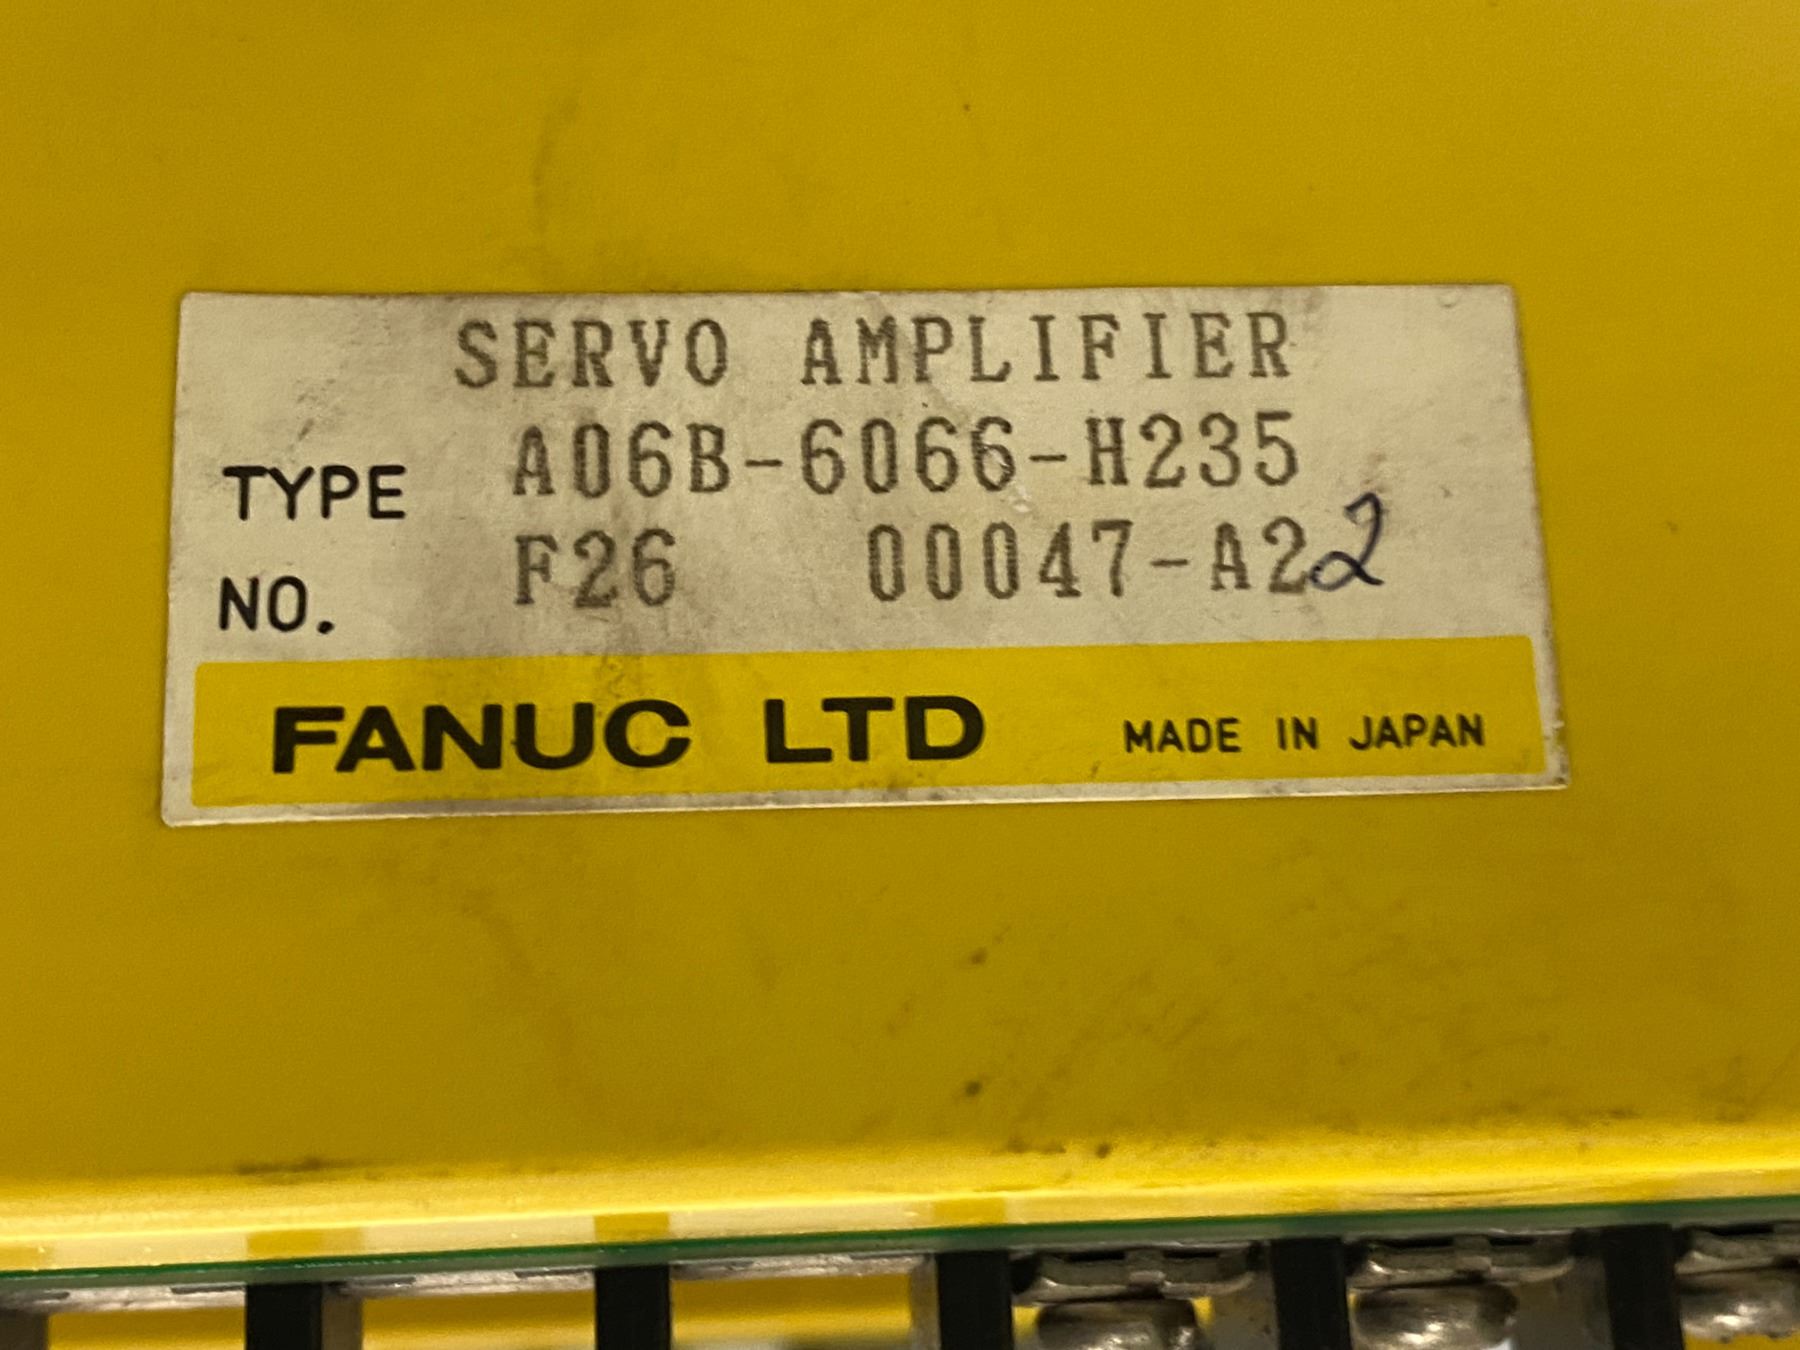 SERVO AMPLIFIER
TYPE A06B-6066-H235
NO. F26 00047-A22
FANUC LTD MADE IN JAPAN